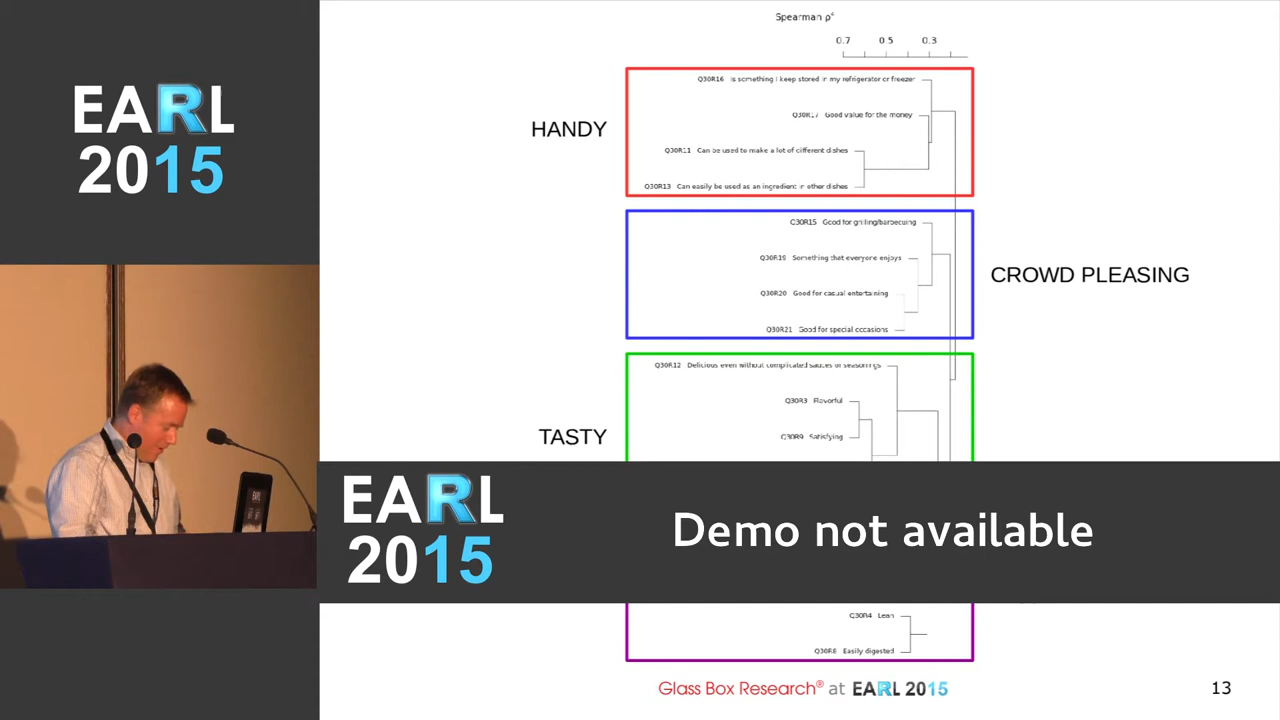 EARL
2015
Spearman ρ²
0.7 0.5 0.3
HANDY
Q30R16 Is something I keep stored in my refrigerator or freezer
Q30R17 Good value for the money
Q30R11 Can be used to make a lot of different dishes
Q30R13 Can easily be used as an ingredient in other dishes
CROWD PLEASING
Q30R15 Good for grilling/barbecuing
Q30R19 Something that everyone enjoys
Q30R20 Good for casual entertaining
Q30R21 Good for special occasions
TASTY
Q30R12 Delicious even without complicated sauces or seasonings
Q30R3 Flavorful
Q30R9 Satisfying
EARL
2015
Demo not available
Q30R4 Lean
Q30R8 Easily digested
Glass Box Research® at EARL 2015
13